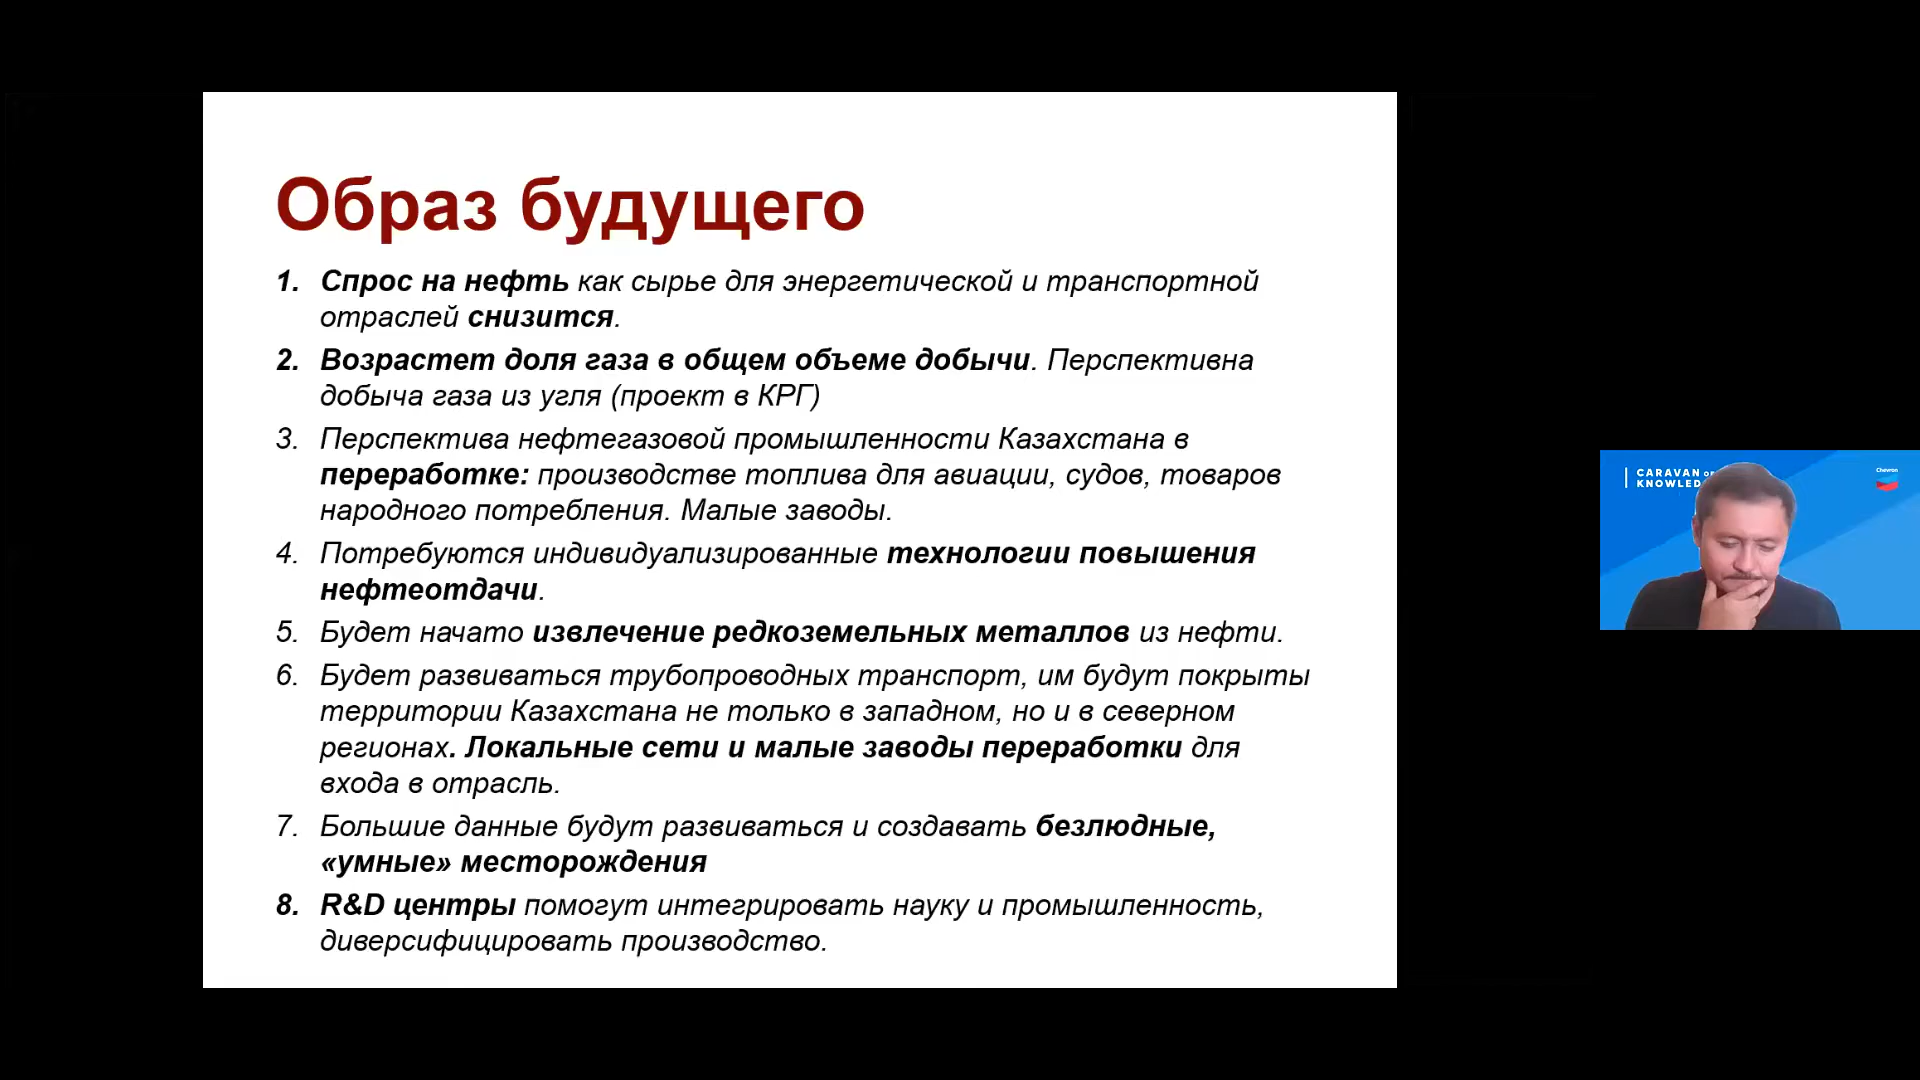 Образ будущего
1. Спрос на нефть как сырье для энергетической и транспортной
отраслей снизится.
2. Возрастет доля газа в общем объеме добычи. Перспективна
добыча газа из угля (проект в КРГ)
3. Перспектива нефтегазовой промышленности Казахстана в
переработке: производстве топлива для авиации, судов, товаров
народного потребления. Малые заводы.
4. Потребуются индивидуализированные технологии повышения
нефтеотдачи.
5. Будет начато извлечение редкоземельных металлов из нефти.
6. Будет развиваться трубопроводных транспорт, им будут покрыты
территории Казахстана не только в западном, но и в северном
регионах. Локальные сети и малые заводы переработки для
входа в отрасль.
7. Большие данные будут развиваться и создавать безлюдные,
«умные» месторождения
8. R&D центры помогут интегрировать науку и промышленность,
диверсифицировать производство.
CARAVAN OF
KNOWLED
Chevron